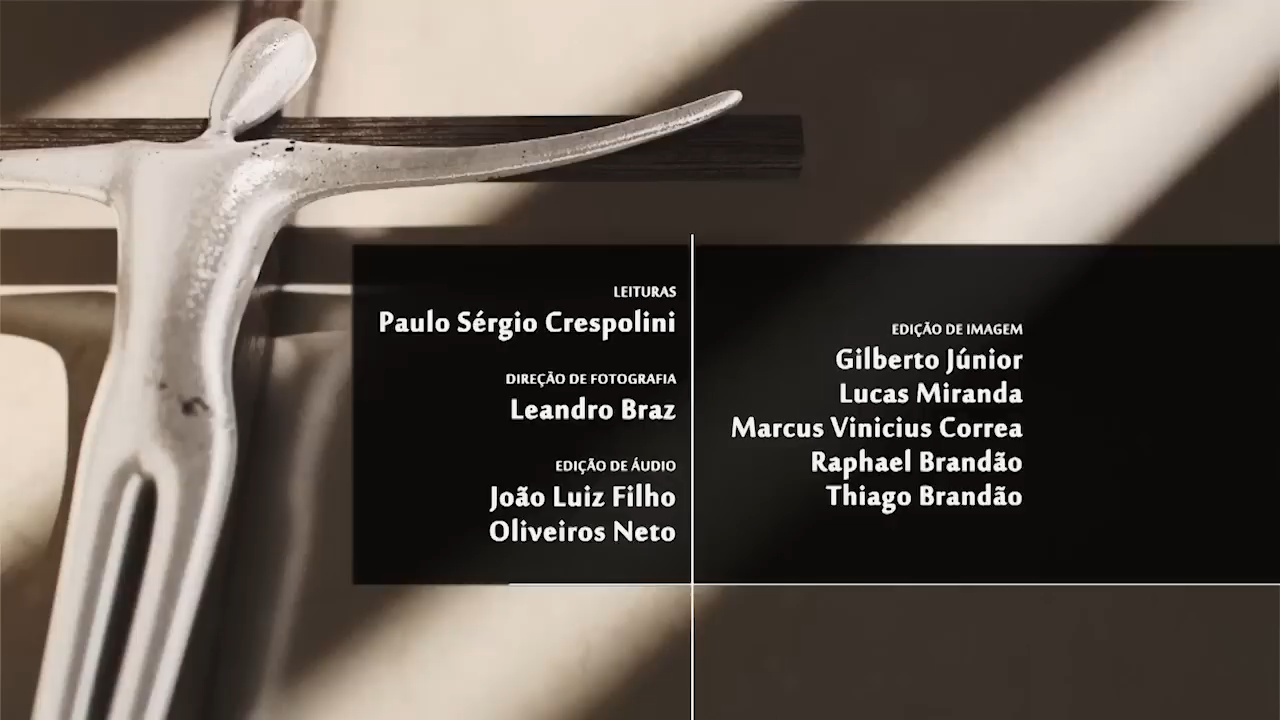 LEITURAS
Paulo Sérgio Crespolini
DIREÇÃO DE FOTOGRAFIA
Leandro Braz
EDIÇÃO DE ÁUDIO
João Luiz Filho
Oliveiros Neto
EDIÇÃO DE IMAGEM
Gilberto Júnior
Lucas Miranda
Marcus Vinicius Correa
Raphael Brandão
Thiago Brandão